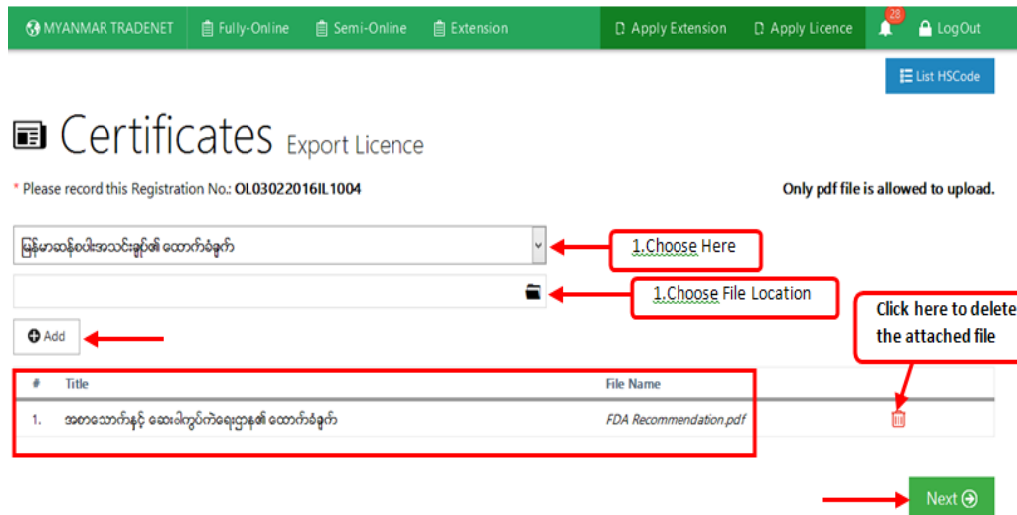 MYANMAR TRADENET Fully-Online Semi-Online Extension Apply Extension Apply Licence 28 LogOut
List HSCode
Certificates Export Licence
* Please record this Registration No.: OL03022016IL1004 Only pdf file is allowed to upload.
မြန်မာဆန်စပါးအသင်းချုပ်၏ ထောက်ခံချက် 1.Choose Here
1.Choose File Location
Click here to delete
the attached file
Add
# Title File Name
1. အစာသောက်နှင့် ဆေးဝါကွပ်ကဲရေးဌာန၏ ထောက်ခံချက် FDA Recommendation.pdf
Next